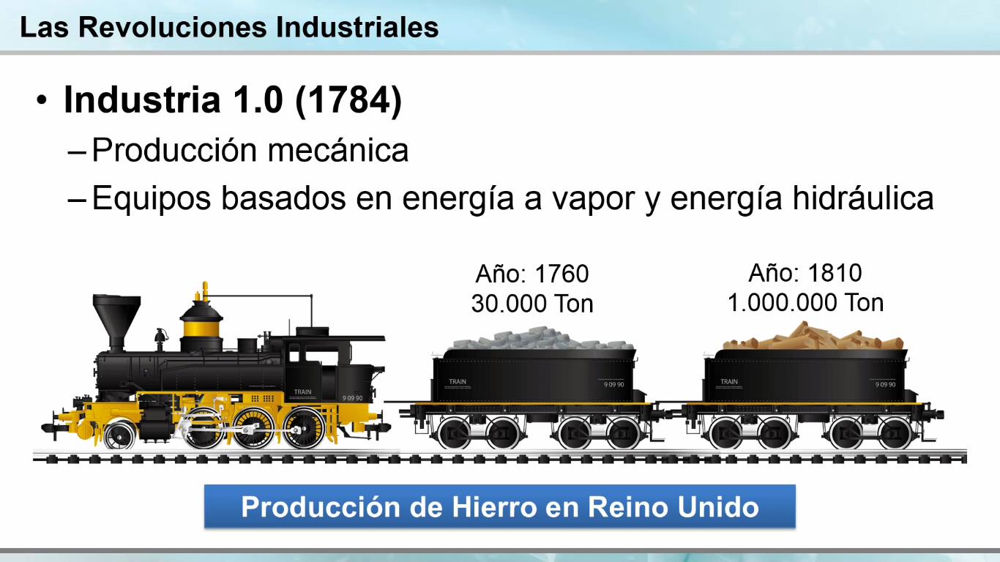 Las Revoluciones Industriales
• Industria 1.0 (1784)
– Producción mecánica
– Equipos basados en energía a vapor y energía hidráulica
Año: 1760
30.000 Ton
Año: 1810
1.000.000 Ton
TRAIN
9 09 90
TRAIN
9 09 90
TRAIN
9 09 90
Producción de Hierro en Reino Unido